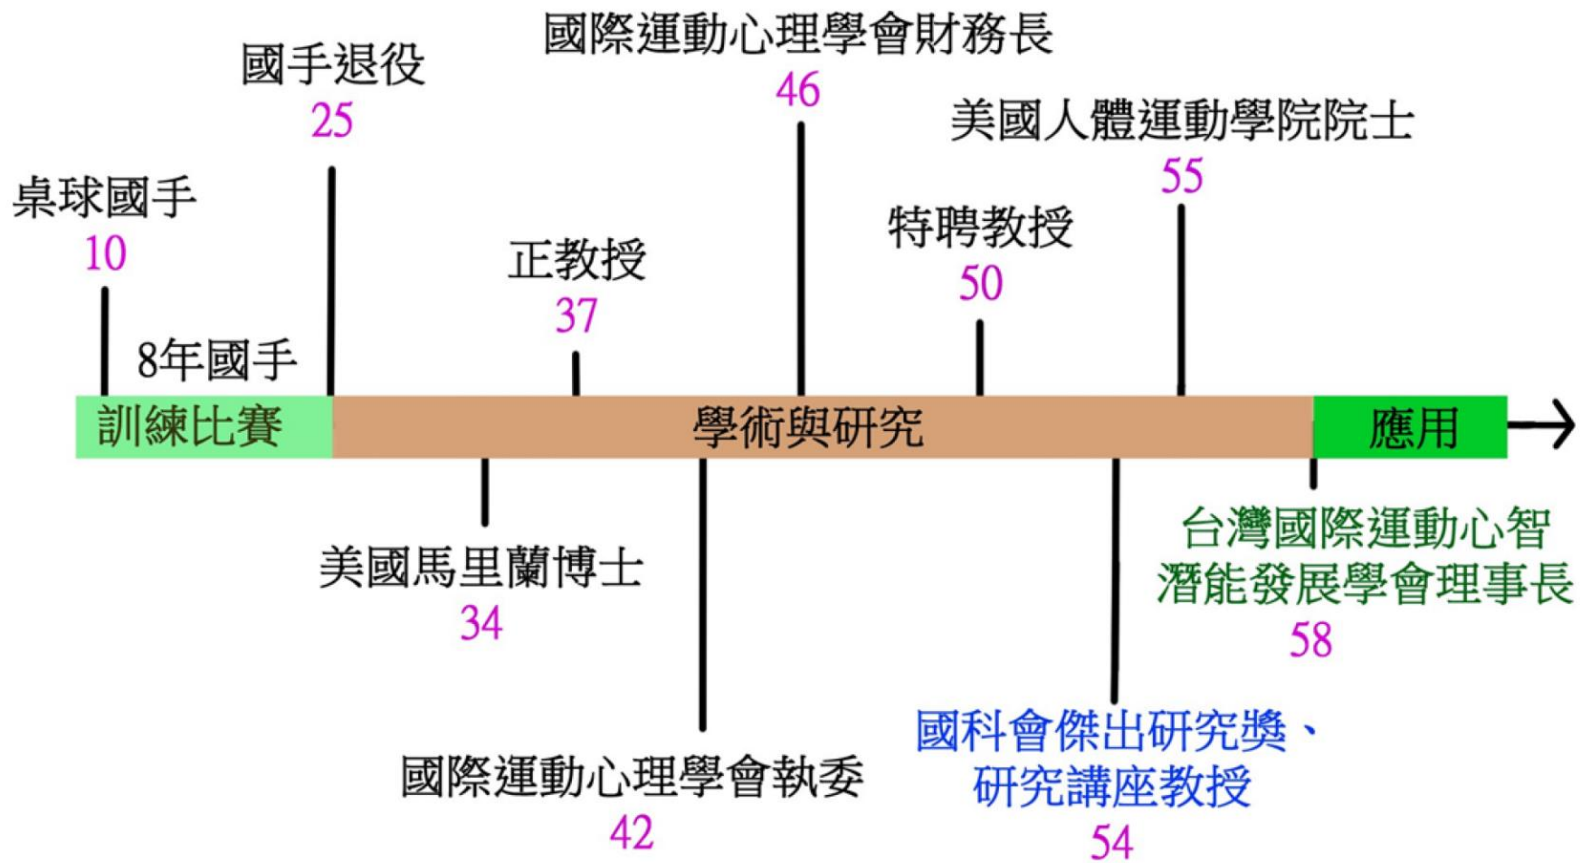 國際運動心理學會財務長
46
國手退役
25
美國人體運動學院院士
55
桌球國手
10
特聘教授
50
正教授
37
8年國手
訓練比賽
學術與研究
應用
台灣國際運動心智
潛能發展學會理事長
58
美國馬里蘭博士
34
國科會傑出研究獎、
研究講座教授
54
國際運動心理學會執委
42